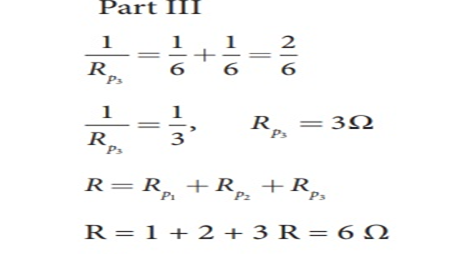 Part III
1/R_{P₃} = 1/6 + 1/6 = 2/6
1/R_{P₃} = 1/3, R_{P₃} = 3Ω
R = R_{P₁} + R_{P₂} + R_{P₃}
R = 1 + 2 + 3 R = 6 Ω